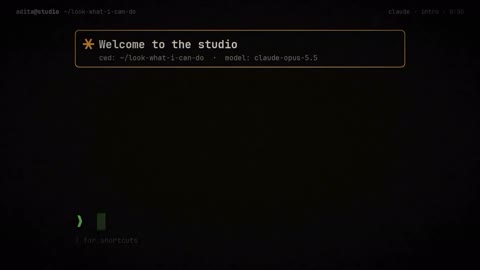 adita@studio ~/look-what-i-can-do
claude · intro · 0:00
Welcome to the studio
cwd: ~/look-what-i-can-do · model: claude-opus-5.5
for shortcuts